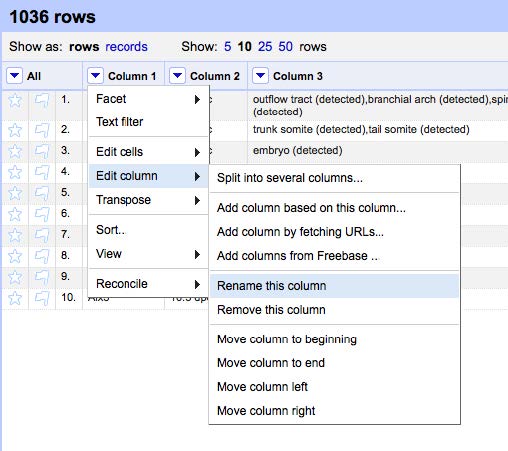 1036 rows
Show as: rows records Show: 5 10 25 50 rows
All Column 1 Column 2 Column 3
1. outflow tract (detected),branchial arch (detected),spi
(detected)
2. trunk somite (detected),tail somite (detected)
3. embryo (detected)
4.
5.
6.
7.
8.
9.
10.
Facet
Text filter
Edit cells
Edit column
Transpose
Sort..
View
Reconcile
Split into several columns...
Add column based on this column...
Add column by fetching URLs...
Add columns from Freebase ...
Rename this column
Remove this column
Move column to beginning
Move column to end
Move column left
Move column right